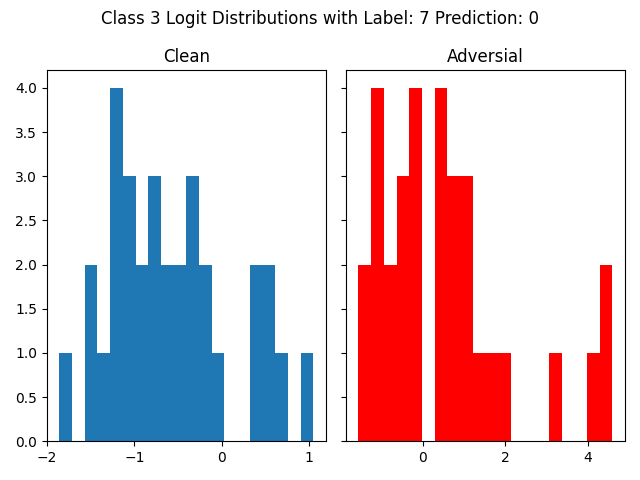 Class 3 Logit Distributions with Label: 7 Prediction: 0
Clean
Adversial
4.0
3.5
3.0
2.5
2.0
1.5
1.0
0.5
0.0
−2 −1 0 1
0 2 4